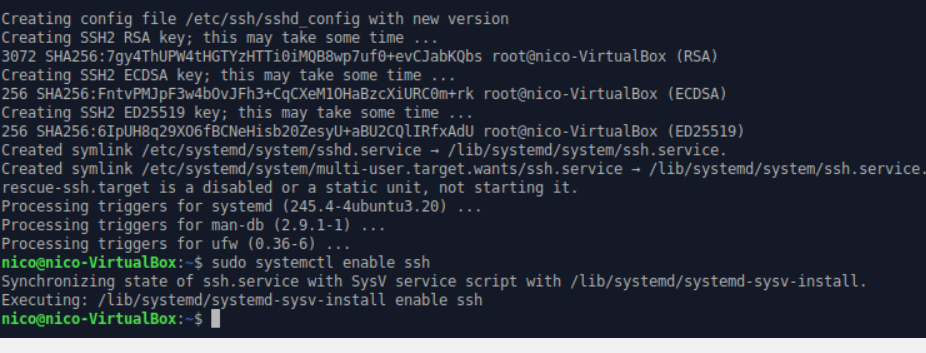 Creating config file /etc/ssh/sshd_config with new version
Creating SSH2 RSA key; this may take some time ...
3072 SHA256:7gy4ThUPW4tHGTYzHTTi0iMQB8wp7uf0+evCJabKQbs root@nico-VirtualBox (RSA)
Creating SSH2 ECDSA key; this may take some time ...
256 SHA256:FntvPMJpF3w4bOvJFh3+CqCXeM1OHaBzcXiURC0m+rk root@nico-VirtualBox (ECDSA)
Creating SSH2 ED25519 key; this may take some time ...
256 SHA256:6IpUH8q29XO6fBCNeHisb20ZesyU+aBU2CQlIRfxAdU root@nico-VirtualBox (ED25519)
Created symlink /etc/systemd/system/sshd.service → /lib/systemd/system/ssh.service.
Created symlink /etc/systemd/system/multi-user.target.wants/ssh.service → /lib/systemd/system/ssh.service.
rescue-ssh.target is a disabled or a static unit, not starting it.
Processing triggers for systemd (245.4-4ubuntu3.20) ...
Processing triggers for man-db (2.9.1-1) ...
Processing triggers for ufw (0.36-6) ...
nico@nico-VirtualBox:~$ sudo systemctl enable ssh
Synchronizing state of ssh.service with SysV service script with /lib/systemd/systemd-sysv-install.
Executing: /lib/systemd/systemd-sysv-install enable ssh
nico@nico-VirtualBox:~$